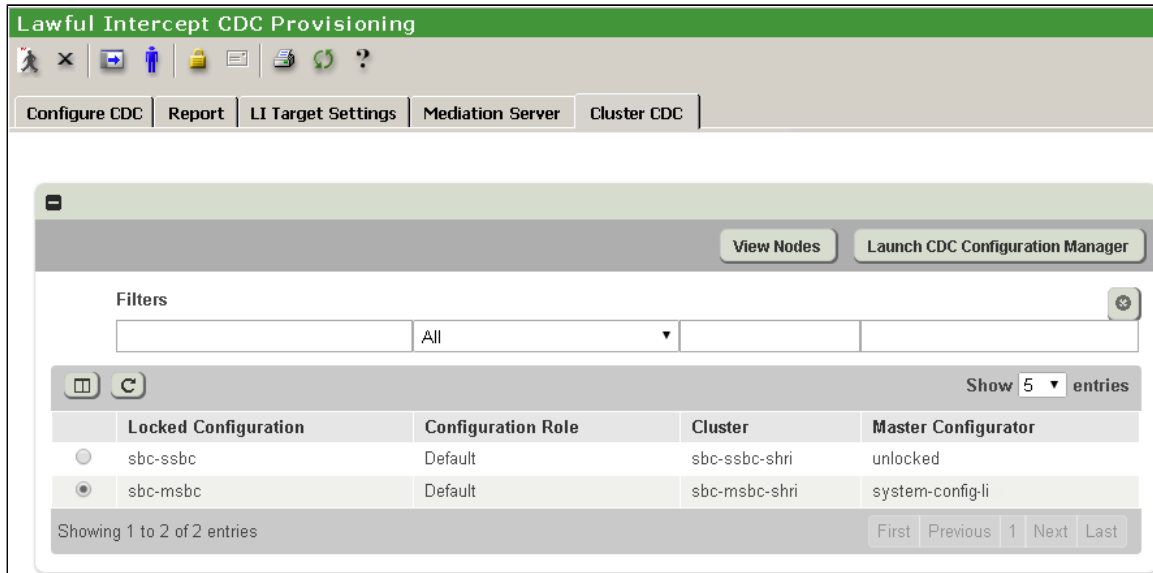 Lawful Intercept CDC Provisioning
?
Configure CDC Report LI Target Settings Mediation Server Cluster CDC
View Nodes Launch CDC Configuration Manager
Filters
All
Show 5 entries
Locked Configuration Configuration Role Cluster Master Configurator
sbc-ssbc Default sbc-ssbc-shri unlocked
sbc-msbc Default sbc-msbc-shri system-config-li
Showing 1 to 2 of 2 entries First Previous 1 Next Last